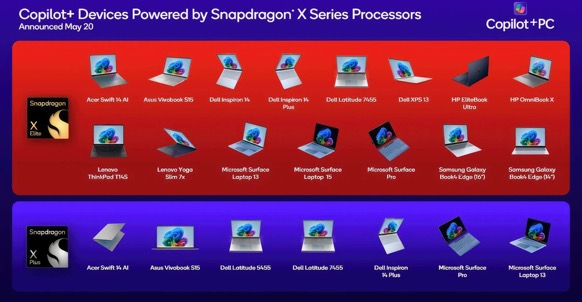 Copilot+ Devices Powered by Snapdragon® X Series Processors
Announced May 20
Copilot+PC
Snapdragon
X
Elite
Acer Swift 14 AI
Asus Vivobook S15
Dell Inspiron 14
Dell Inspiron 14
Plus
Dell Latitude 7455
Dell XPS 13
HP EliteBook
Ultra
HP OmniBook X
Lenovo
ThinkPad T14S
Lenovo Yoga
Slim 7x
Microsoft Surface
Laptop 13
Microsoft Surface
Laptop 15
Microsoft Surface
Pro
Samsung Galaxy
Book4 Edge (16")
Samsung Galaxy
Book4 Edge (14")
Snapdragon
X
Plus
Acer Swift 14 AI
Asus Vivobook S15
Dell Latitude 5455
Dell Latitude 7455
Dell Inspiron
14 Plus
Microsoft Surface
Pro
Microsoft Surface
Laptop 13